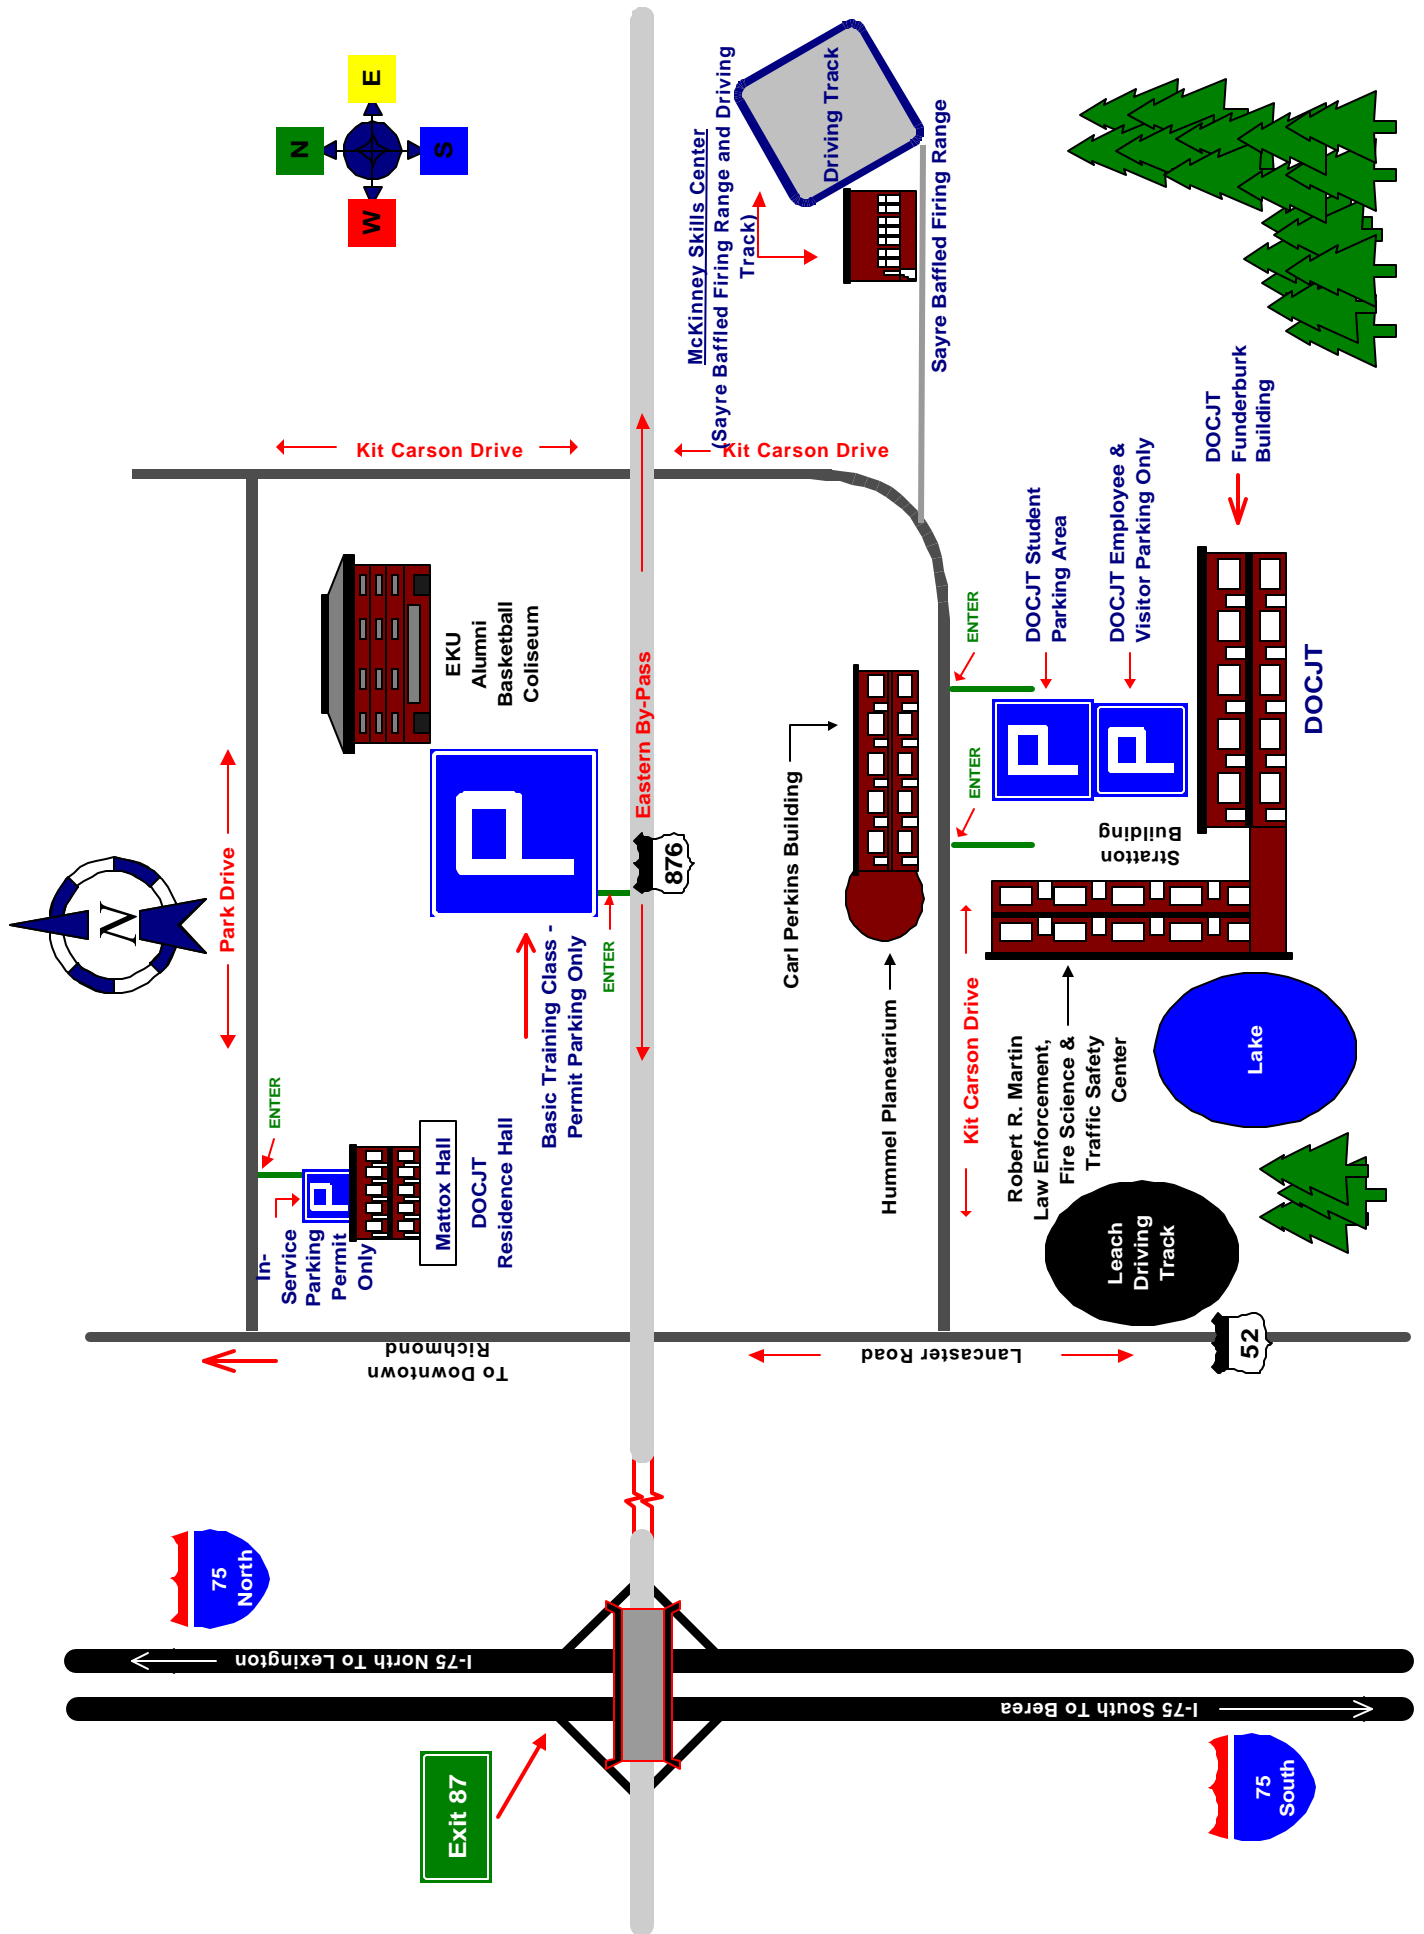 N
W
E
S
N
Park Drive
Kit Carson Drive
Kit Carson Drive
McKinney Skills Center
(Sayre Baffled Firing Range and Driving
Track)
Driving Track
Sayre Baffled Firing Range
EKU
Alumni
Basketball
Coliseum
P
Eastern By-Pass
876
ENTER
Basic Training Class -
Permit Parking Only
ENTER
In-
Service
Parking
Permit
Only
P
Mattox Hall
DOCJT
Residence Hall
To Downtown
Richmond
Lancaster Road
52
Carl Perkins Building
Hummel Planetarium
Kit Carson Drive
ENTER
ENTER
DOCJT Student
Parking Area
DOCJT Employee &
Visitor Parking Only
P
P
DOCJT
Funderburk
Building
DOCJT
Stratton
Building
Robert R. Martin
Law Enforcement,
Fire Science &
Traffic Safety
Center
Lake
Leach
Driving
Track
75
North
I-75 North To Lexington
I-75 South To Berea
Exit 87
75
South